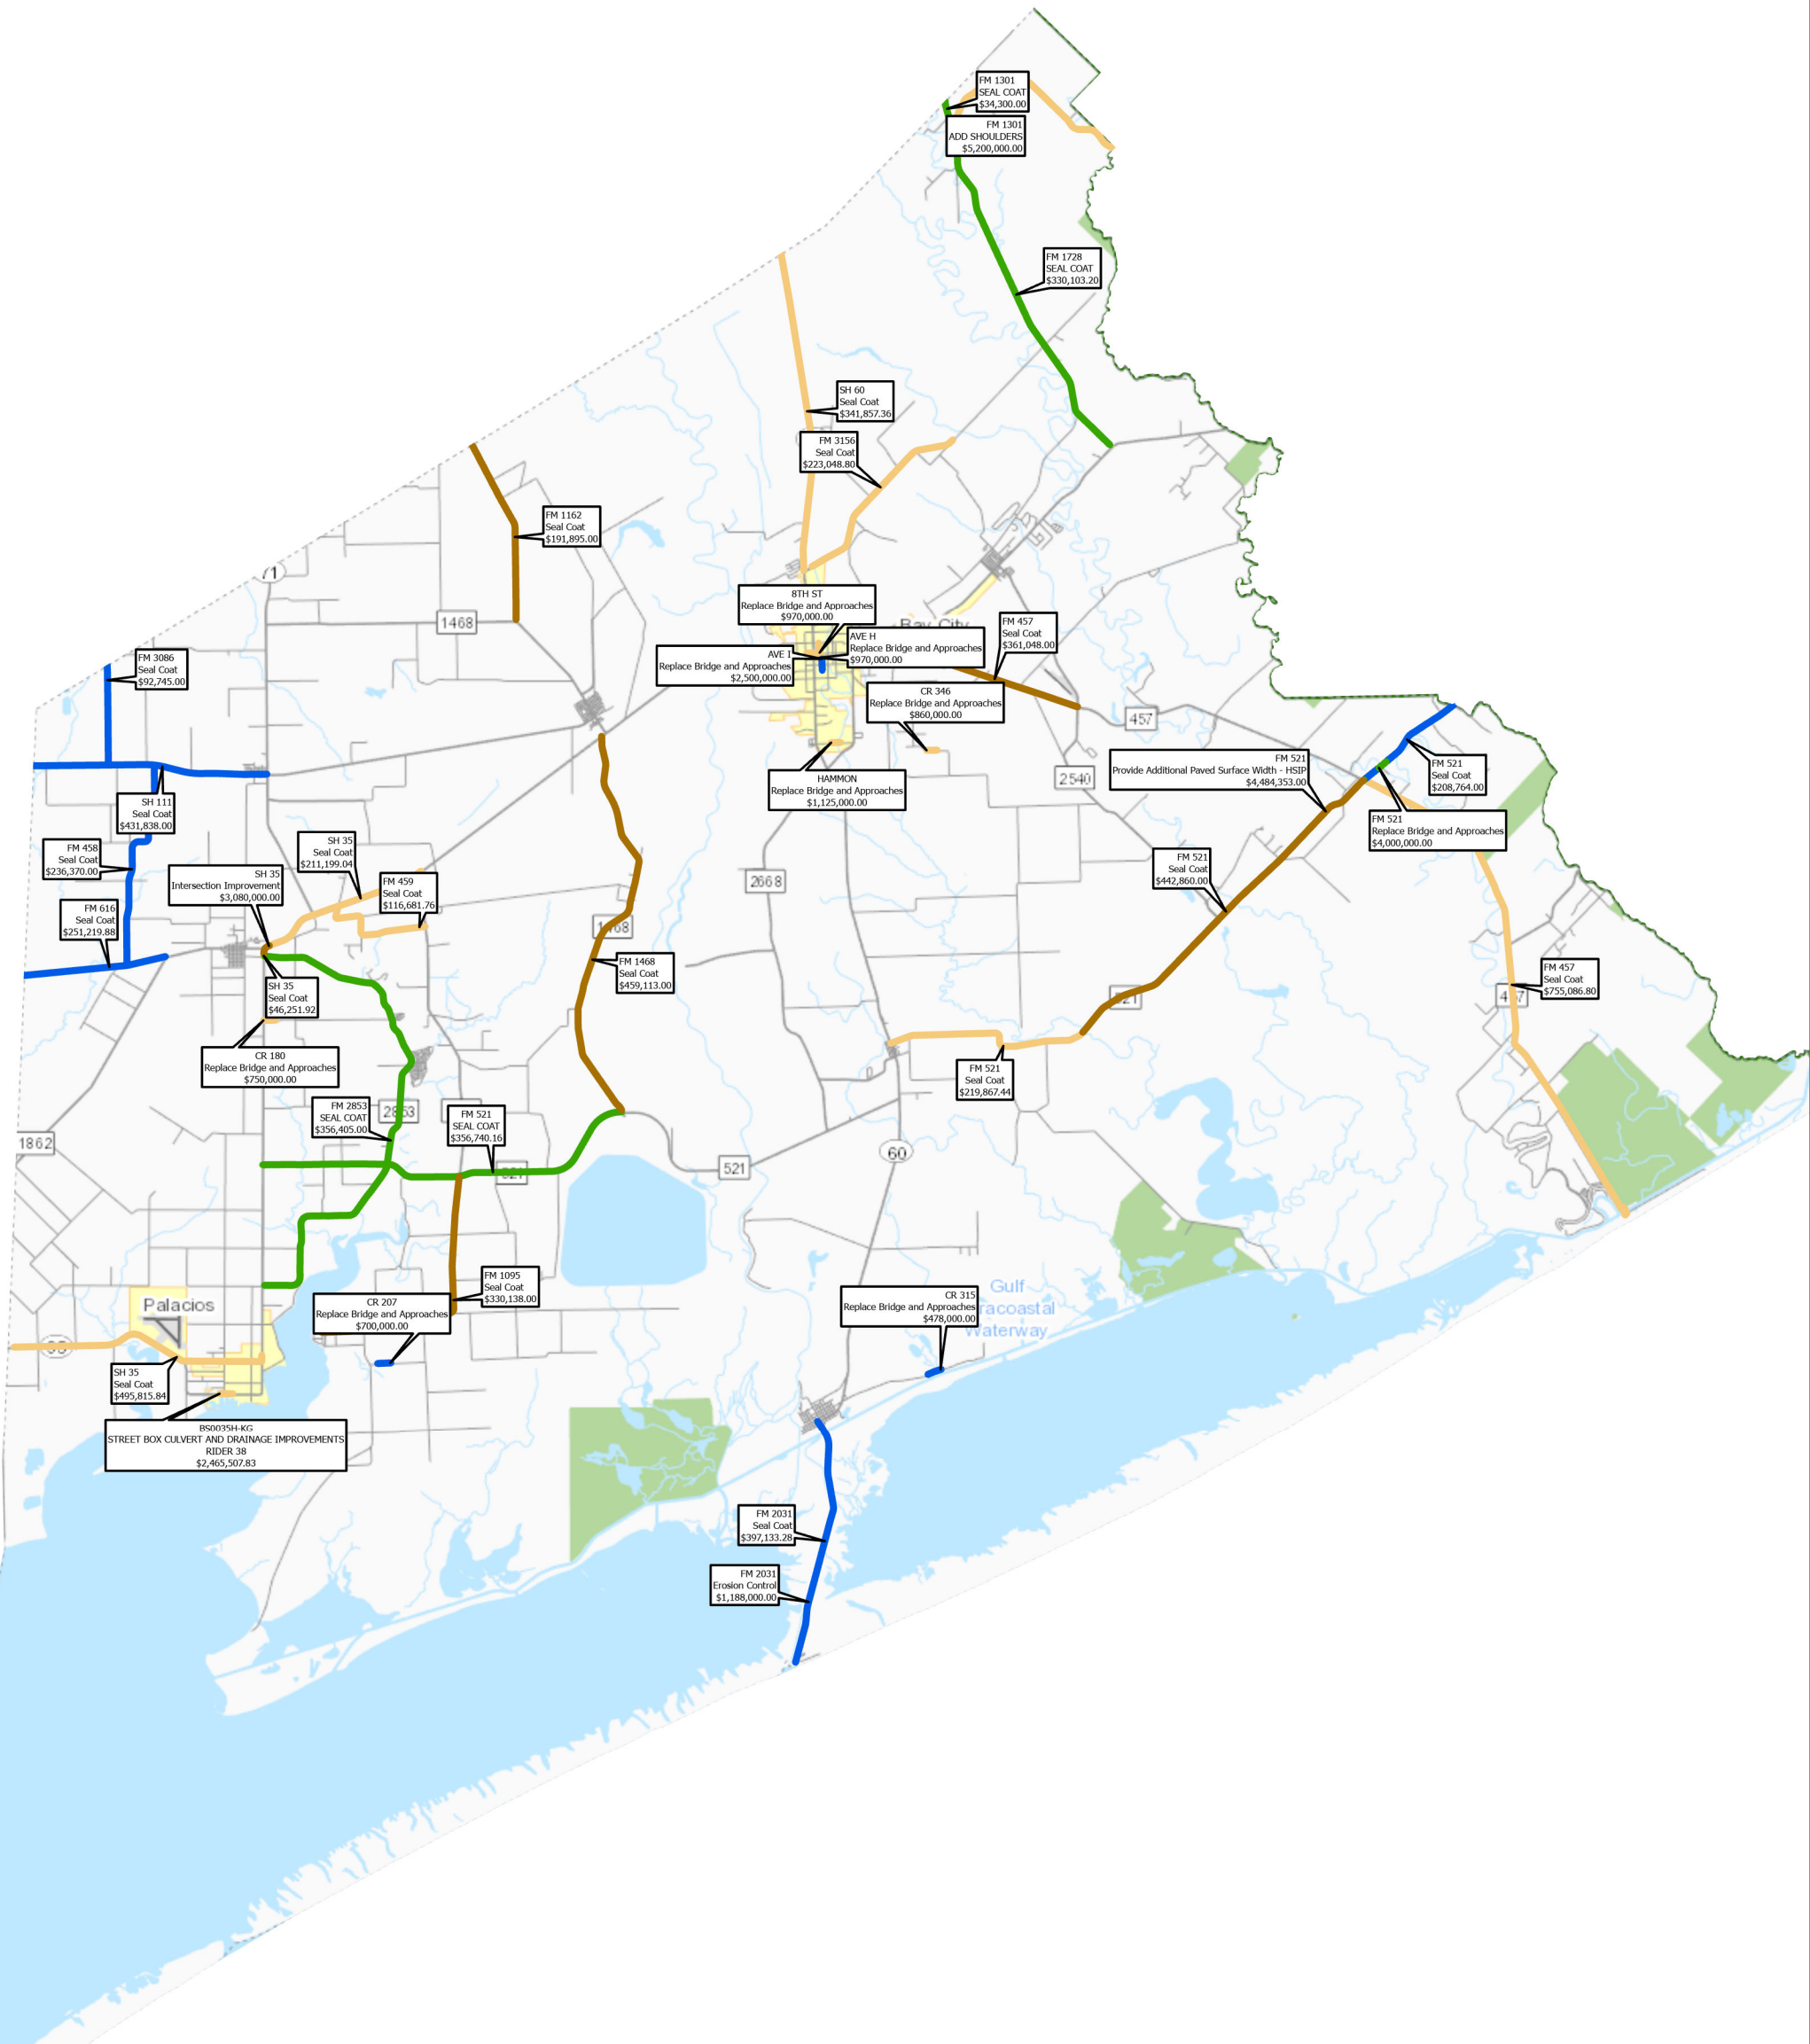 FM 1301
SEAL COAT
$34,300.00
FM 1301
ADD SHOULDERS
$5,200,000.00
FM 1728
SEAL COAT
$330,103.20
SH 60
Seal Coat
$341,857.36
FM 3156
Seal Coat
$223,048.80
FM 1162
Seal Coat
$191,895.00
71
1468
8TH ST
Replace Bridge and Approaches
$970,000.00
Bay City
FM 457
Seal Coat
$361,048.00
AVE H
Replace Bridge and Approaches
$970,000.00
AVE I
Replace Bridge and Approaches
$2,500,000.00
FM 3086
Seal Coat
$92,745.00
CR 346
Replace Bridge and Approaches
$860,000.00
457
FM 521
Provide Additional Paved Surface Width - HSIP
$4,484,353.00
FM 521
Seal Coat
$208,764.00
2540
HAMMON
Replace Bridge and Approaches
$1,125,000.00
SH 111
Seal Coat
$431,838.00
FM 521
Replace Bridge and Approaches
$4,000,000.00
FM 458
Seal Coat
$236,370.00
SH 35
Seal Coat
$211,199.04
SH 35
Intersection Improvement
$3,080,000.00
FM 459
Seal Coat
$116,681.76
2668
FM 521
Seal Coat
$442,860.00
FM 616
Seal Coat
$251,219.88
1468
FM 1468
Seal Coat
$459,113.00
SH 35
Seal Coat
$46,251.92
521
FM 457
Seal Coat
$755,086.80
457
CR 180
Replace Bridge and Approaches
$750,000.00
FM 521
Seal Coat
$219,867.44
FM 2853
SEAL COAT
$356,405.00
2853
FM 521
SEAL COAT
$356,740.16
1862
60
521
521
Palacios
FM 1095
Seal Coat
$330,138.00
CR 207
Replace Bridge and Approaches
$700,000.00
CR 315
Replace Bridge and Approaches
$478,000.00
Gulf
racoastal
Waterway
SH 35
Seal Coat
$495,815.84
BS0035H-KG
STREET BOX CULVERT AND DRAINAGE IMPROVEMENTS
RIDER 38
$2,465,507.83
FM 2031
Seal Coat
$397,133.28
FM 2031
Erosion Control
$1,188,000.00